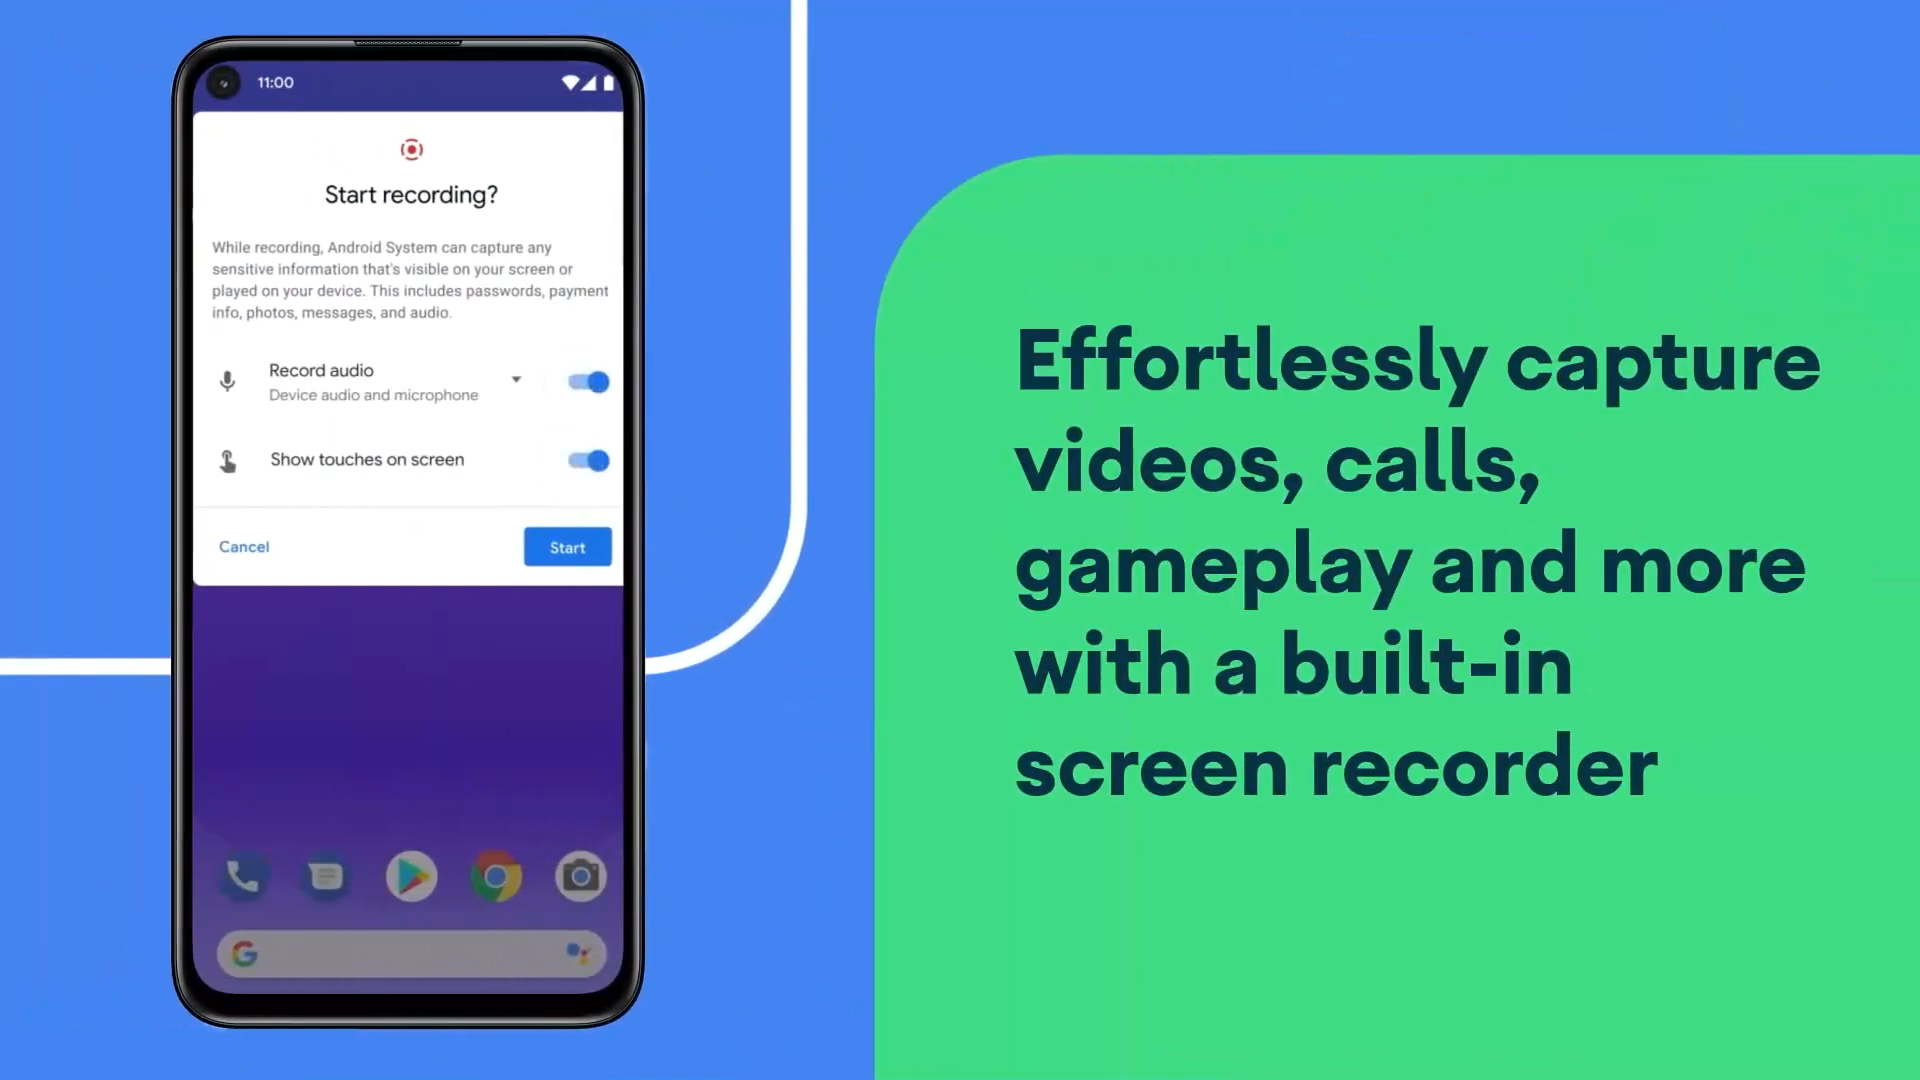 11:00
Start recording?
While recording, Android System can capture any
sensitive information that's visible on your screen or
played on your device. This includes passwords, payment
info, photos, messages, and audio.
Record audio
Device audio and microphone
Show touches on screen
Cancel
Start
Effortlessly capture
videos, calls,
gameplay and more
with a built-in
screen recorder